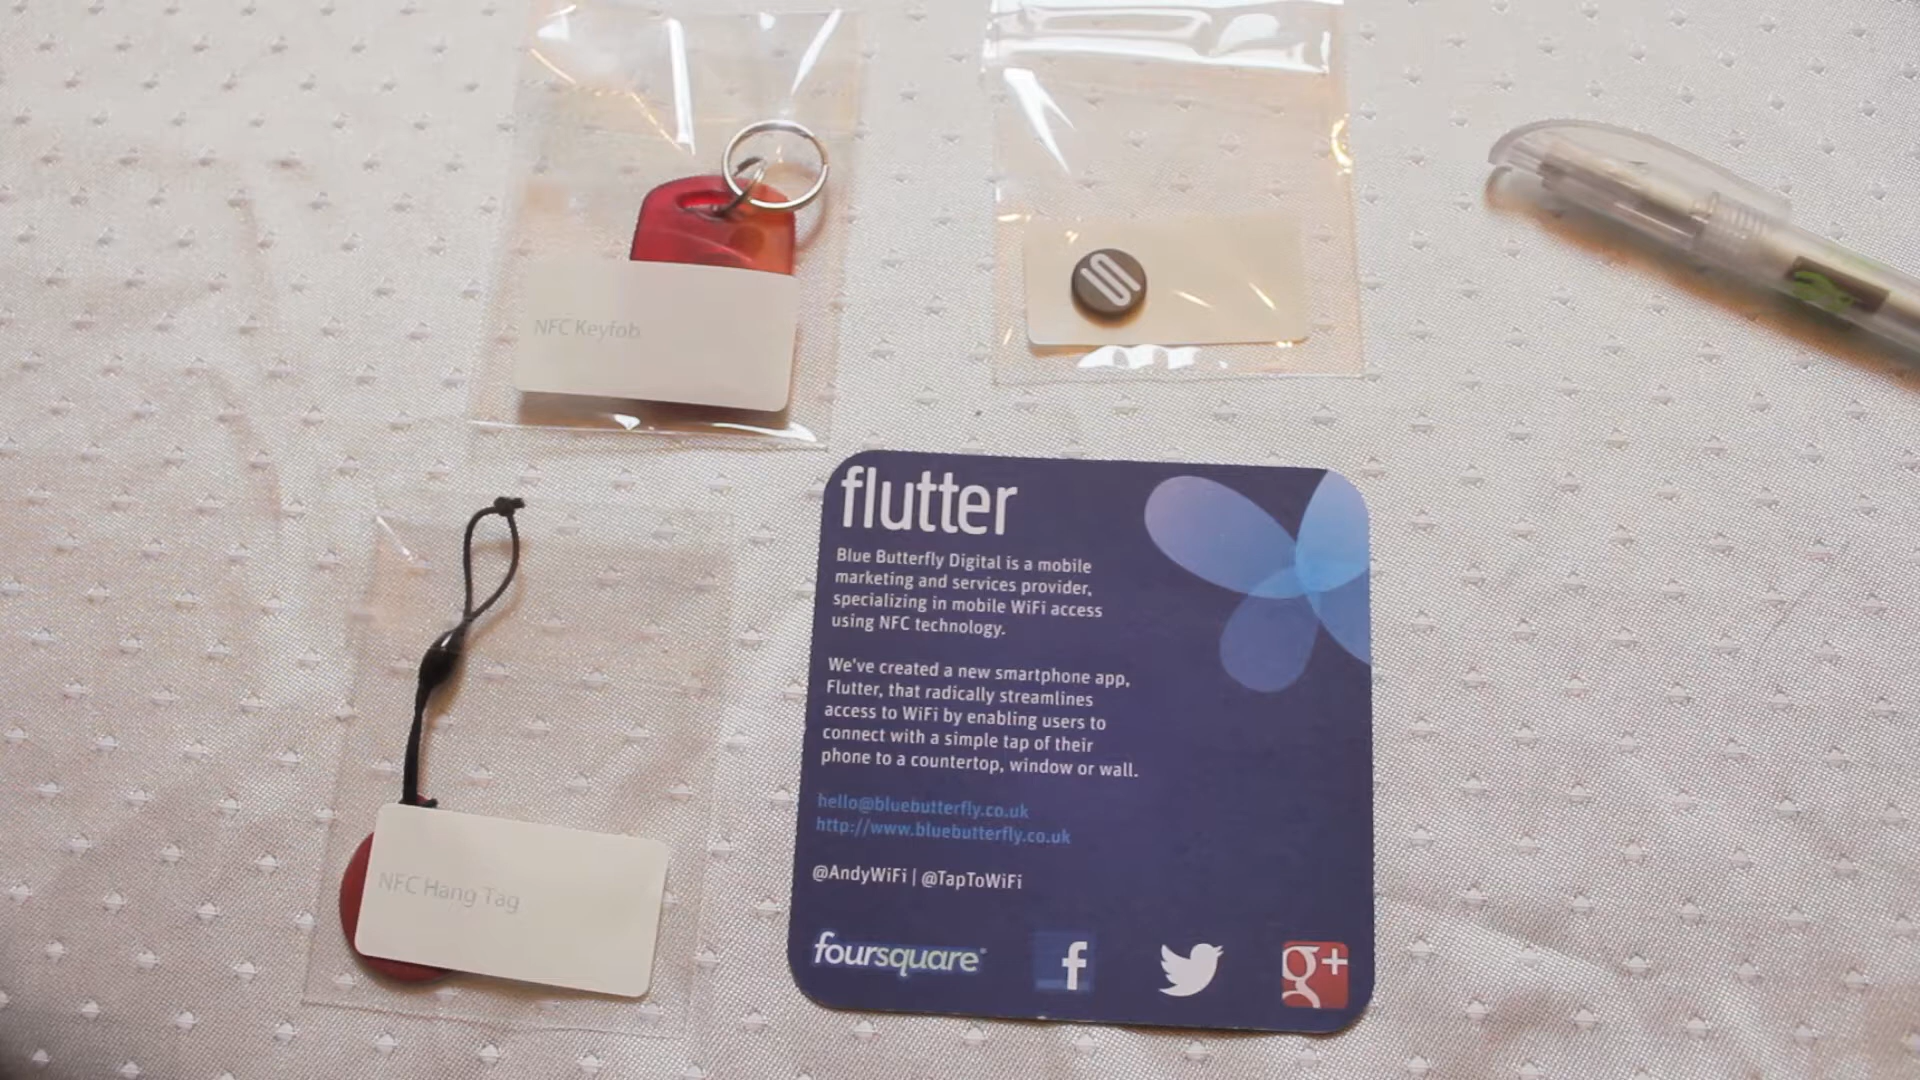 NFC Keyfob
NFC Hang Tag
flutter
Blue Butterfly Digital is a mobile
marketing and services provider,
specializing in mobile WiFi access
using NFC technology.
We've created a new smartphone app,
Flutter, that radically streamlines
access to WiFi by enabling users to
connect with a simple tap of their
phone to a countertop, window or wall.
hello@bluebutterfly.co.uk
http://www.bluebutterfly.co.uk
@AndyWiFi | @TapToWiFi
foursquare
f
g+